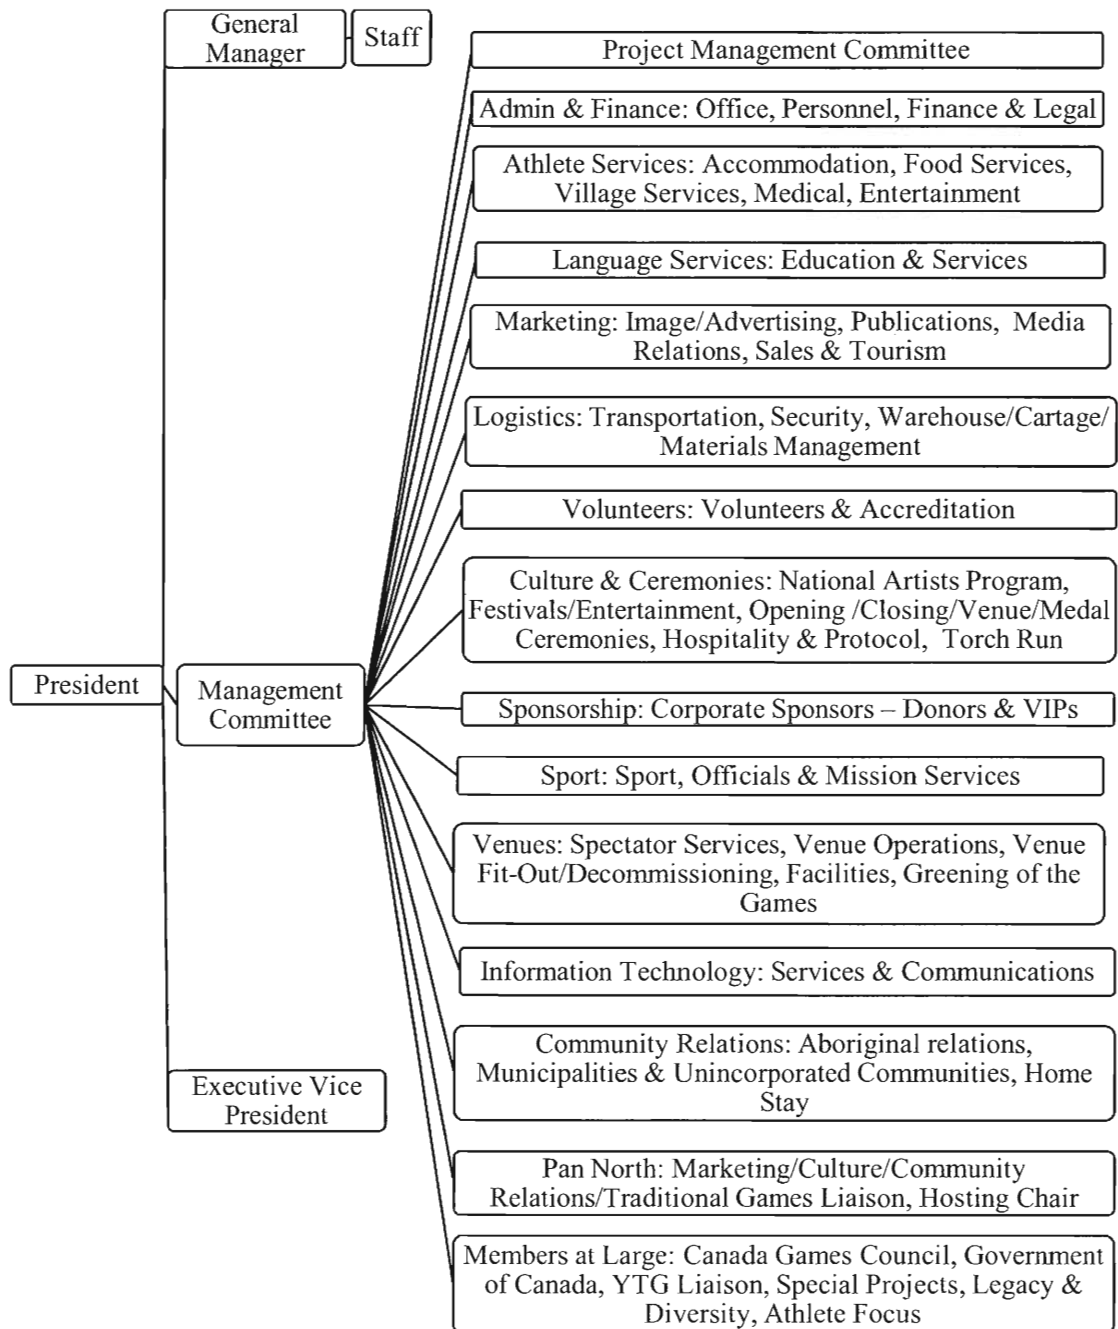 General
Manager
Staff
Project Management Committee
Admin & Finance: Office, Personnel, Finance & Legal
Athlete Services: Accommodation, Food Services,
Village Services, Medical, Entertainment
Language Services: Education & Services
Marketing: Image/Advertising, Publications, Media
Relations, Sales & Tourism
Logistics: Transportation, Security, Warehouse/Cartage/
Materials Management
Volunteers: Volunteers & Accreditation
Culture & Ceremonies: National Artists Program,
Festivals/Entertainment, Opening /Closing/Venue/Medal
Ceremonies, Hospitality & Protocol, Torch Run
President
Management
Committee
Sponsorship: Corporate Sponsors – Donors & VIPs
Sport: Sport, Officials & Mission Services
Venues: Spectator Services, Venue Operations, Venue
Fit-Out/Decommissioning, Facilities, Greening of the
Games
Information Technology: Services & Communications
Community Relations: Aboriginal relations,
Municipalities & Unincorporated Communities, Home
Stay
Executive Vice
President
Pan North: Marketing/Culture/Community
Relations/Traditional Games Liaison, Hosting Chair
Members at Large: Canada Games Council, Government
of Canada, YTG Liaison, Special Projects, Legacy &
Diversity, Athlete Focus